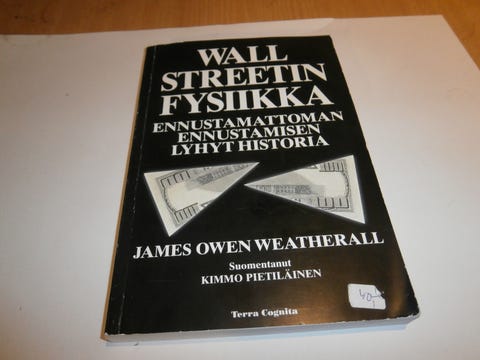 WALL
STREETIN
FYSIIKKA
ENNUSTAMATTOMAN
ENNUSTAMISEN
LYHYT HISTORIA
JAMES OWEN WEATHERALL
Suomentanut
KIMMO PIETILÄINEN
Terra Cognita